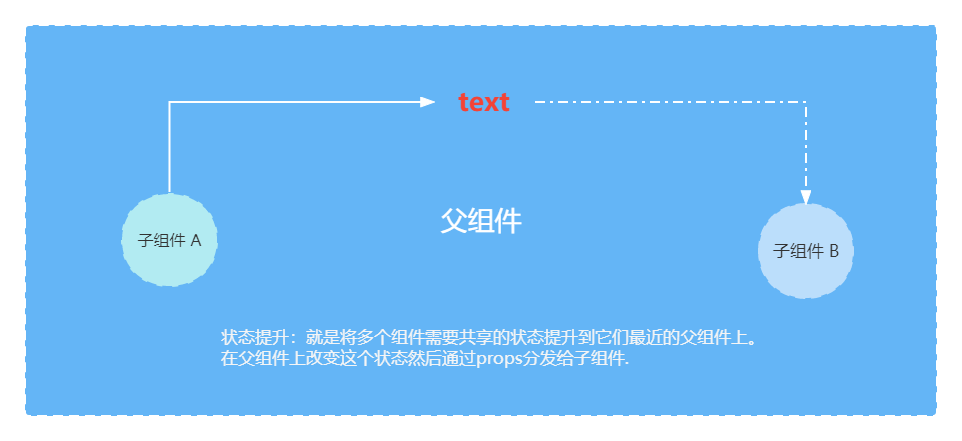 text
父组件
子组件 A
子组件 B
状态提升：就是将多个组件需要共享的状态提升到它们最近的父组件上。
在父组件上改变这个状态然后通过props分发给子组件.